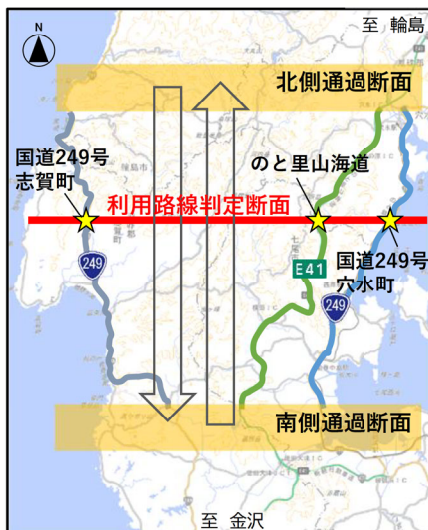 至 輪島
N
北側通過断面
国道249号
志賀町
のと里山海道
利用路線判定断面
249
E41
国道249号
穴水町
249
南側通過断面
至 金沢